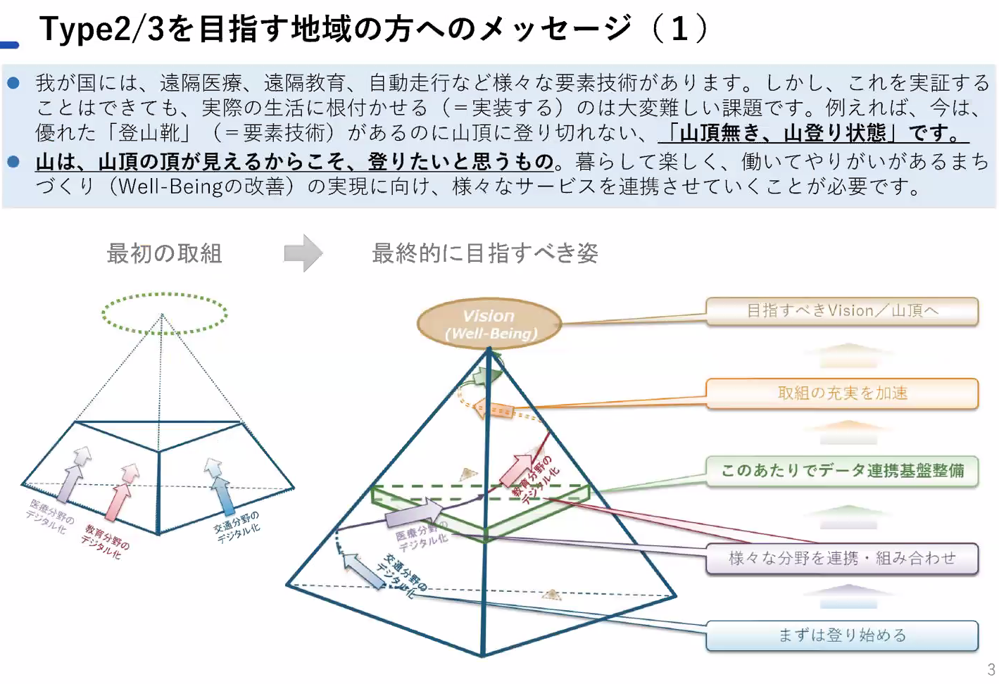 Type2/3を目指す地域の方へのメッセージ（１）
我が国には、遠隔医療、遠隔教育、自動走行など様々な要素技術があります。しかし、これを実証する
ことはできても、実際の生活に根付かせる（＝実装する）のは大変難しい課題です。例えれば、今は、
優れた「登山靴」（＝要素技術）があるのに山頂に登り切れない、「山頂無き、山登り状態」です。
山は、山頂の頂が見えるからこそ、登りたいと思うもの。暮らして楽しく、働いてやりがいがあるまち
づくり（Well-Beingの改善）の実現に向け、様々なサービスを連携させていくことが必要です。
最初の取組
最終的に目指すべき姿
医療分野の
デジタル化
教育分野の
デジタル化
交通分野の
デジタル化
Vision
(Well-Being)
教育分野の
デジタル化
医療分野の
デジタル化
交通分野の
デジタル化
目指すべきVision／山頂へ
取組の充実を加速
このあたりでデータ連携基盤整備
様々な分野を連携・組み合わせ
まずは登り始める
3